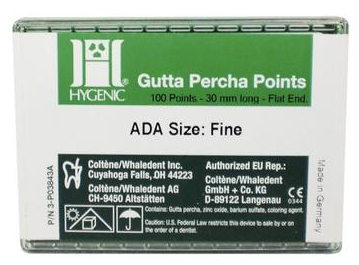 H
HYGENIC®
Gutta Percha Points
100 Points - 30 mm long - Flat End.
ADA Size: Fine
Coltène/Whaledent Inc.
Cuyahoga Falls, OH 44223
Coltène/Whaledent AG
CH-9450 Altstätten
Authorized EU Rep.:
Coltène/Whaledent
GmbH + Co. KG
D-89122 Langenau
CE
0344
Contains: Gutta percha, zinc oxide, barium sulfate, coloring agent.
Caution: U.S. Federal Law restricts this device to sale by or on the order of a dentist.
P/N 3-P03843A
Made in Germany